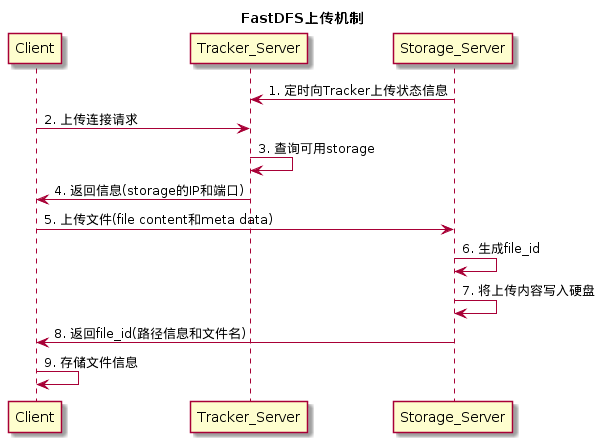 FastDFS上传机制
Client Tracker_Server Storage_Server
1. 定时向Tracker上传状态信息
2. 上传连接请求
3. 查询可用storage
4. 返回信息(storage的IP和端口)
5. 上传文件(file content和meta data)
6. 生成file_id
7. 将上传内容写入硬盘
8. 返回file_id(路径信息和文件名)
9. 存储文件信息
Client Tracker_Server Storage_Server